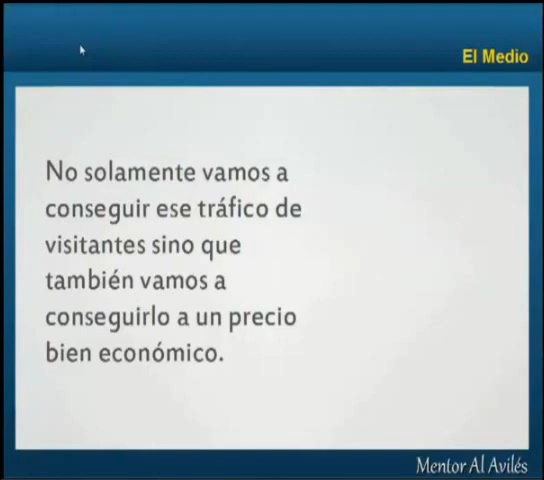 El Medio
No solamente vamos a
conseguir ese tráfico de
visitantes sino que
también vamos a
conseguirlo a un precio
bien económico.
Mentor Al Avilés